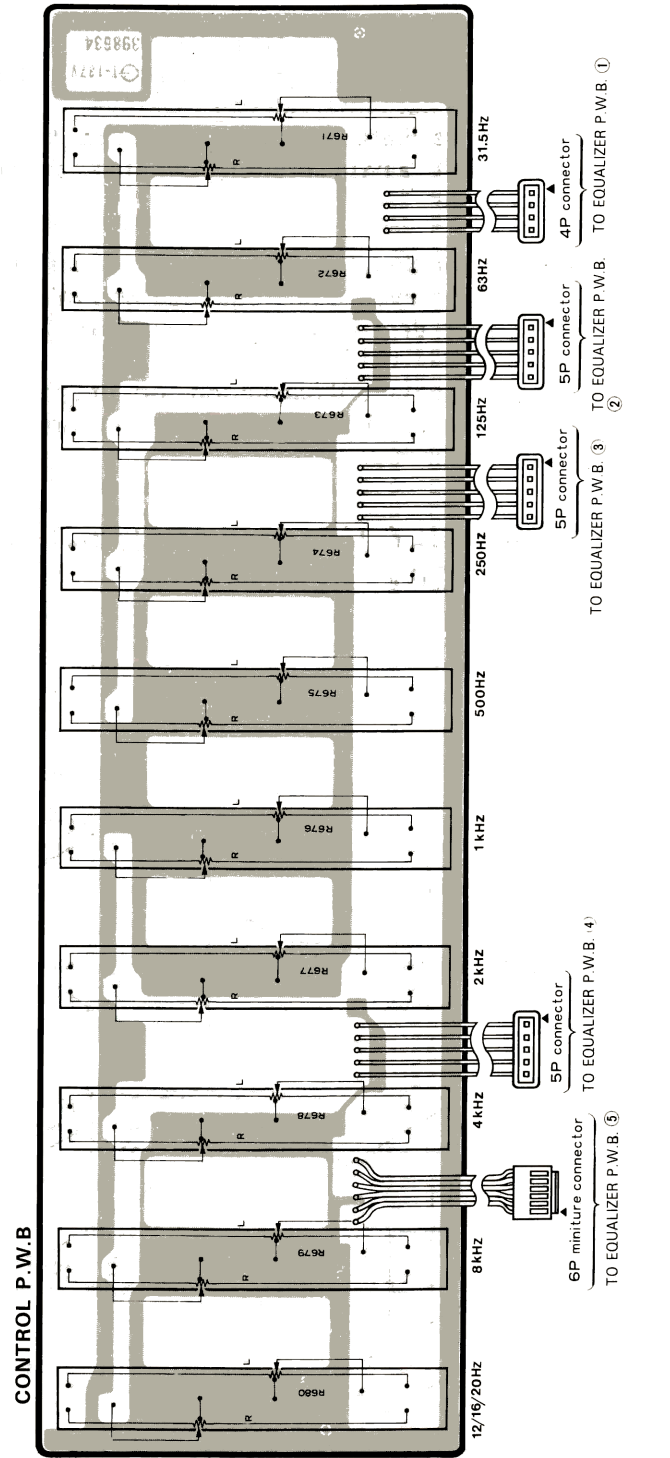 CONTROL P.W.B
398634
R680
R
L
12/16/20Hz
R679
R
L
8kHz
6P miniture connector
TO EQUALIZER P.W.B. ⑤
R678
R
L
4kHz
5P connector
TO EQUALIZER P.W.B. (4)
R677
R
L
2kHz
R676
R
L
1kHz
R675
R
L
500Hz
R674
R
L
250Hz
5P connector
TO EQUALIZER P.W.B. ③
R673
R
L
125Hz
5P connector
TO EQUALIZER P.W.B.
②
R672
R
L
63Hz
4P connector
TO EQUALIZER P.W.B. ①
R671
R
L
31.5Hz